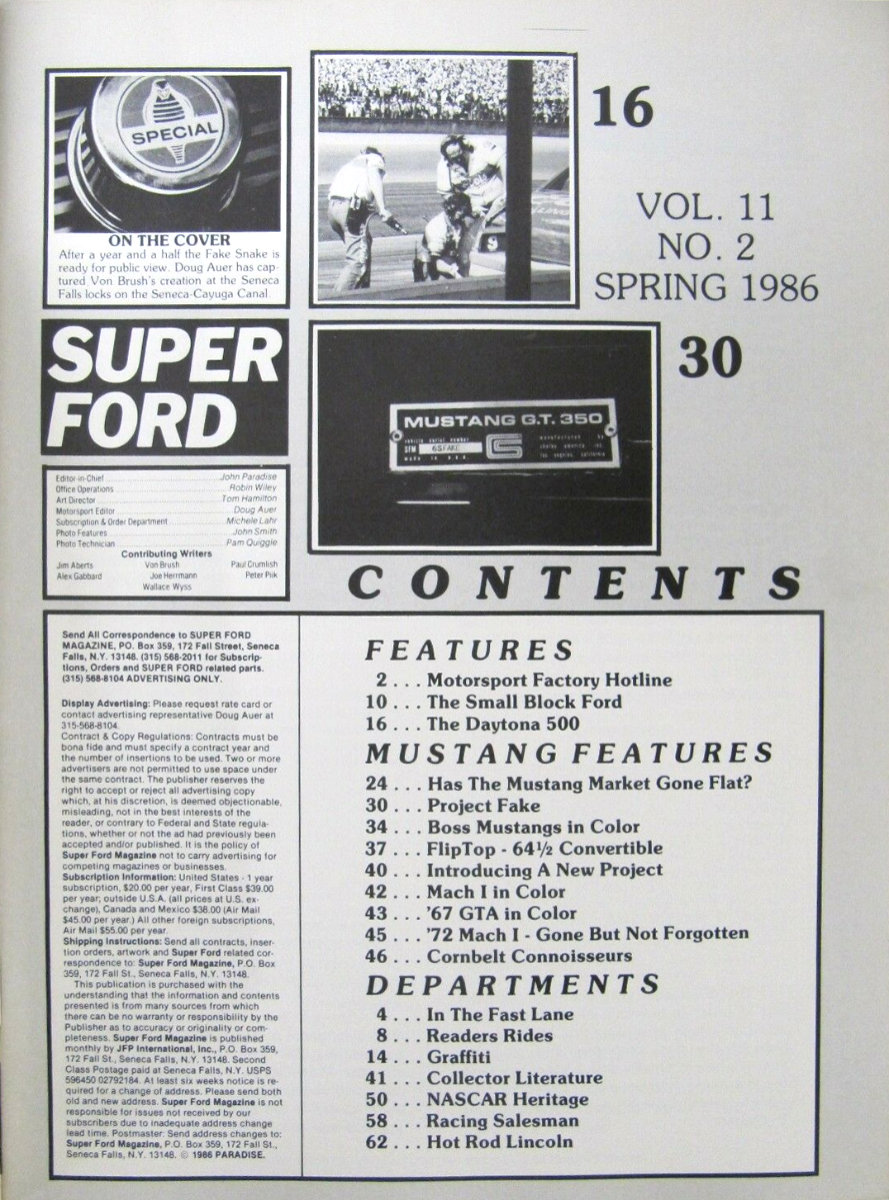 SPECIAL
ON THE COVER
After a year and a half the Fake Snake is
ready for public view. Doug Auer has cap-
tured Von Brush's creation at the Seneca
Falls locks on the Seneca-Cayuga Canal.
16
VOL. 11
NO. 2
SPRING 1986
SUPER
FORD
30
MUSTANG G.T. 350
vehicle serial number
SFM 6SFAKE
MADE IN U.S.A.
manufactured by
shelby american, inc.
los angeles, california
Editor-in-Chief John Paradise
Office Operations Robin Wiley
Art Director Tom Hamilton
Motorsport Editor Doug Auer
Subscription & Order Department Michele Lahr
Photo Features John Smith
Photo Technician Pam Quiggle
Contributing Writers
Jim Aberts Von Brush Paul Crumlish
Alex Gabbard Joe Herrmann Peter Piik
Wallace Wyss
CONTENTS
Send All Correspondence to SUPER FORD
MAGAZINE, PO. Box 359, 172 Fall Street, Seneca
Falls, N.Y. 13148. (315) 568-2011 for Subscrip-
tions, Orders and SUPER FORD related parts.
(315) 568-8104 ADVERTISING ONLY.
Display Advertising: Please request rate card or
contact advertising representative Doug Auer at
315-568-8104.
Contract & Copy Regulations: Contracts must be
bona fide and must specify a contract year and
the number of insertions to be used. Two or more
advertisers are not permitted to use space under
the same contract. The publisher reserves the
right to accept or reject all advertising copy
which, at his discretion, is deemed objectionable,
misleading, not in the best interests of the
reader, or contrary to Federal and State regula-
tions, whether or not the ad had previously been
accepted and/or published. It is the policy of
Super Ford Magazine not to carry advertising for
competing magazines or businesses.
Subscription Information: United States - 1 year
subscription, $20.00 per year, First Class $39.00
per year; outside U.S.A. (all prices at U.S. ex-
change), Canada and Mexico $36.00 (Air Mail
$45.00 per year.) All other foreign subscriptions,
Air Mail $55.00 per year.
Shipping Instructions: Send all contracts, inser-
tion orders, artwork and Super Ford related cor-
respondence to: Super Ford Magazine, P.O. Box
359, 172 Fall St., Seneca Falls, N.Y. 13148.
This publication is purchased with the
understanding that the information and contents
presented is from many sources from which
there can be no warranty or responsibility by the
Publisher as to accuracy or originality or com-
pleteness. Super Ford Magazine is published
monthly by JFP International, Inc., P.O. Box 359,
172 Fall St., Seneca Falls, N.Y. 13148. Second
Class Postage paid at Seneca Falls, N.Y. USPS
596450 02792184. At least six weeks notice is re-
quired for a change of address. Please send both
old and new address. Super Ford Magazine is not
responsible for issues not received by our
subscribers due to inadequate address change
lead time. Postmaster: Send address changes to:
Super Ford Magazine, P.O. Box 359, 172 Fall St.,
Seneca Falls, N.Y. 13148. © 1986 PARADISE.
FEATURES
2 . . . Motorsport Factory Hotline
10 . . . The Small Block Ford
16 . . . The Daytona 500
MUSTANG FEATURES
24 . . . Has The Mustang Market Gone Flat?
30 . . . Project Fake
34 . . . Boss Mustangs in Color
37 . . . FlipTop - 64½ Convertible
40 . . . Introducing A New Project
42 . . . Mach I in Color
43 . . . '67 GTA in Color
45 . . . '72 Mach I - Gone But Not Forgotten
46 . . . Cornbelt Connoisseurs
DEPARTMENTS
4 . . . In The Fast Lane
8 . . . Readers Rides
14 . . . Graffiti
41 . . . Collector Literature
50 . . . NASCAR Heritage
58 . . . Racing Salesman
62 . . . Hot Rod Lincoln